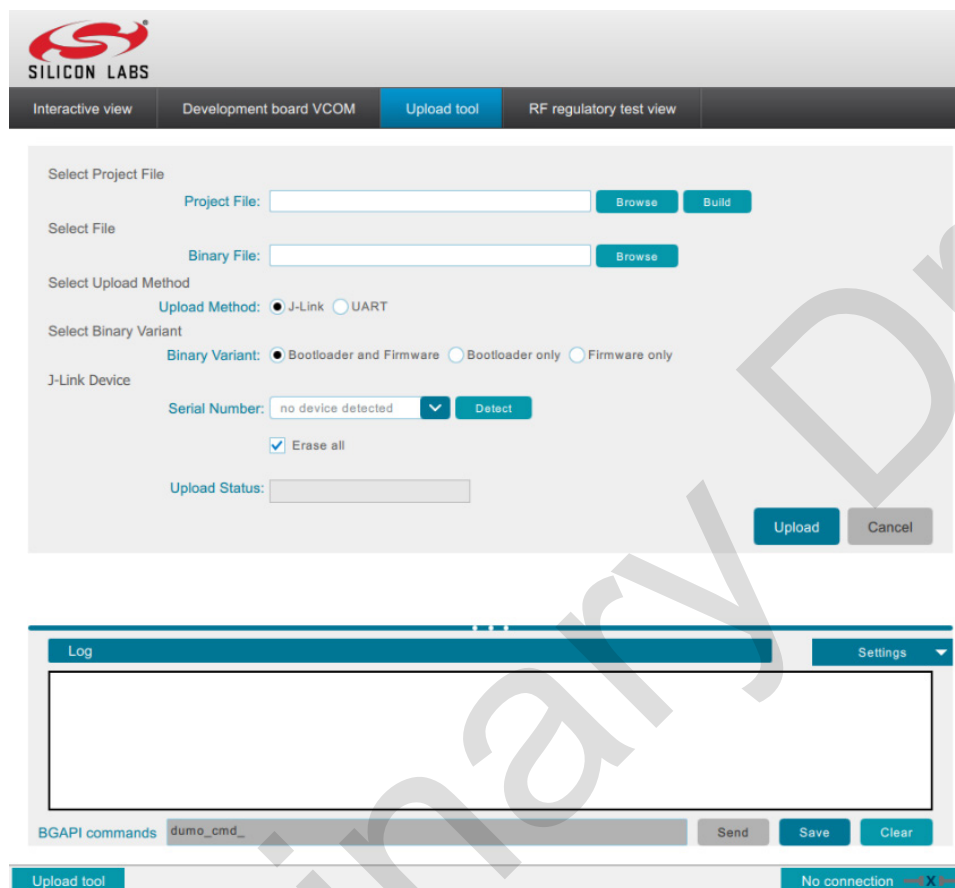 SILICON LABS
Interactive view Development board VCOM Upload tool RF regulatory test view
Select Project File
Project File: Browse Build
Select File
Binary File: Browse
Select Upload Method
Upload Method: J-Link UART
Select Binary Variant
Binary Variant: Bootloader and Firmware Bootloader only Firmware only
J-Link Device
Serial Number: no device detected Detect
Erase all
Upload Status:
Upload Cancel
Log Settings
BGAPI commands dumo_cmd_ Send Save Clear
Upload tool No connection X